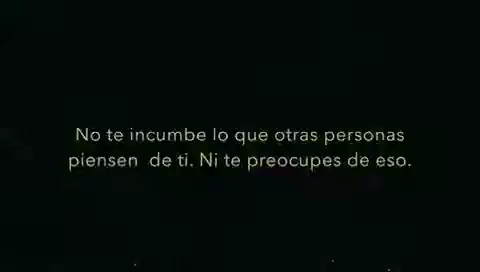 No te incumbe lo que otras personas
piensen de ti. Ni te preocupes de eso.